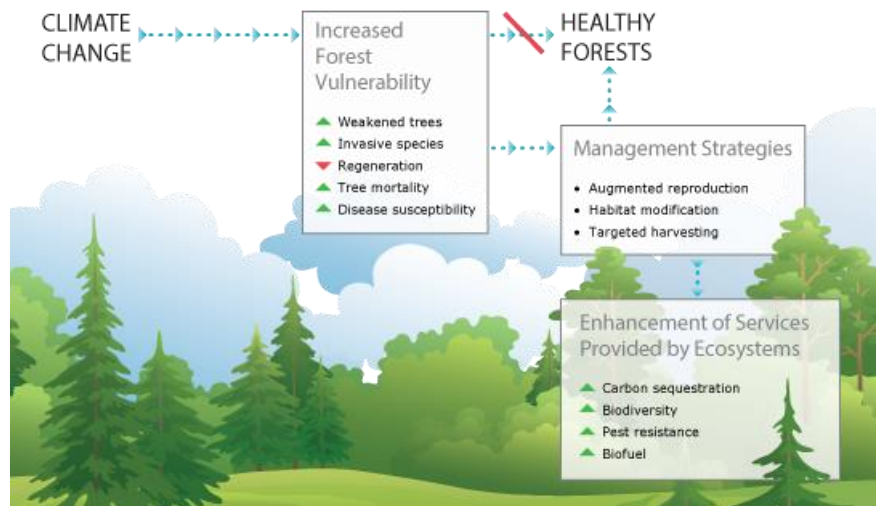 CLIMATE
CHANGE
Increased
Forest
Vulnerability
Weakened trees
Invasive species
Regeneration
Tree mortality
Disease susceptibility
HEALTHY
FORESTS
Management Strategies
• Augmented reproduction
• Habitat modification
• Targeted harvesting
Enhancement of Services
Provided by Ecosystems
Carbon sequestration
Biodiversity
Pest resistance
Biofuel